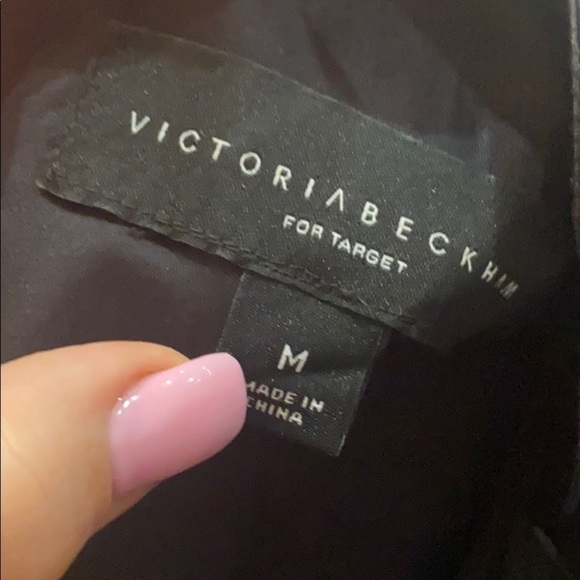 VICTORIABECKHAM
FOR TARGET
M
MADE IN
CHINA